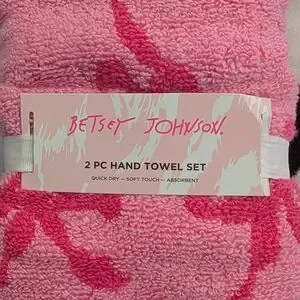 BETSEY JOHNSON.
2 PC HAND TOWEL SET
QUICK DRY — SOFT TOUCH — ABSORBENT